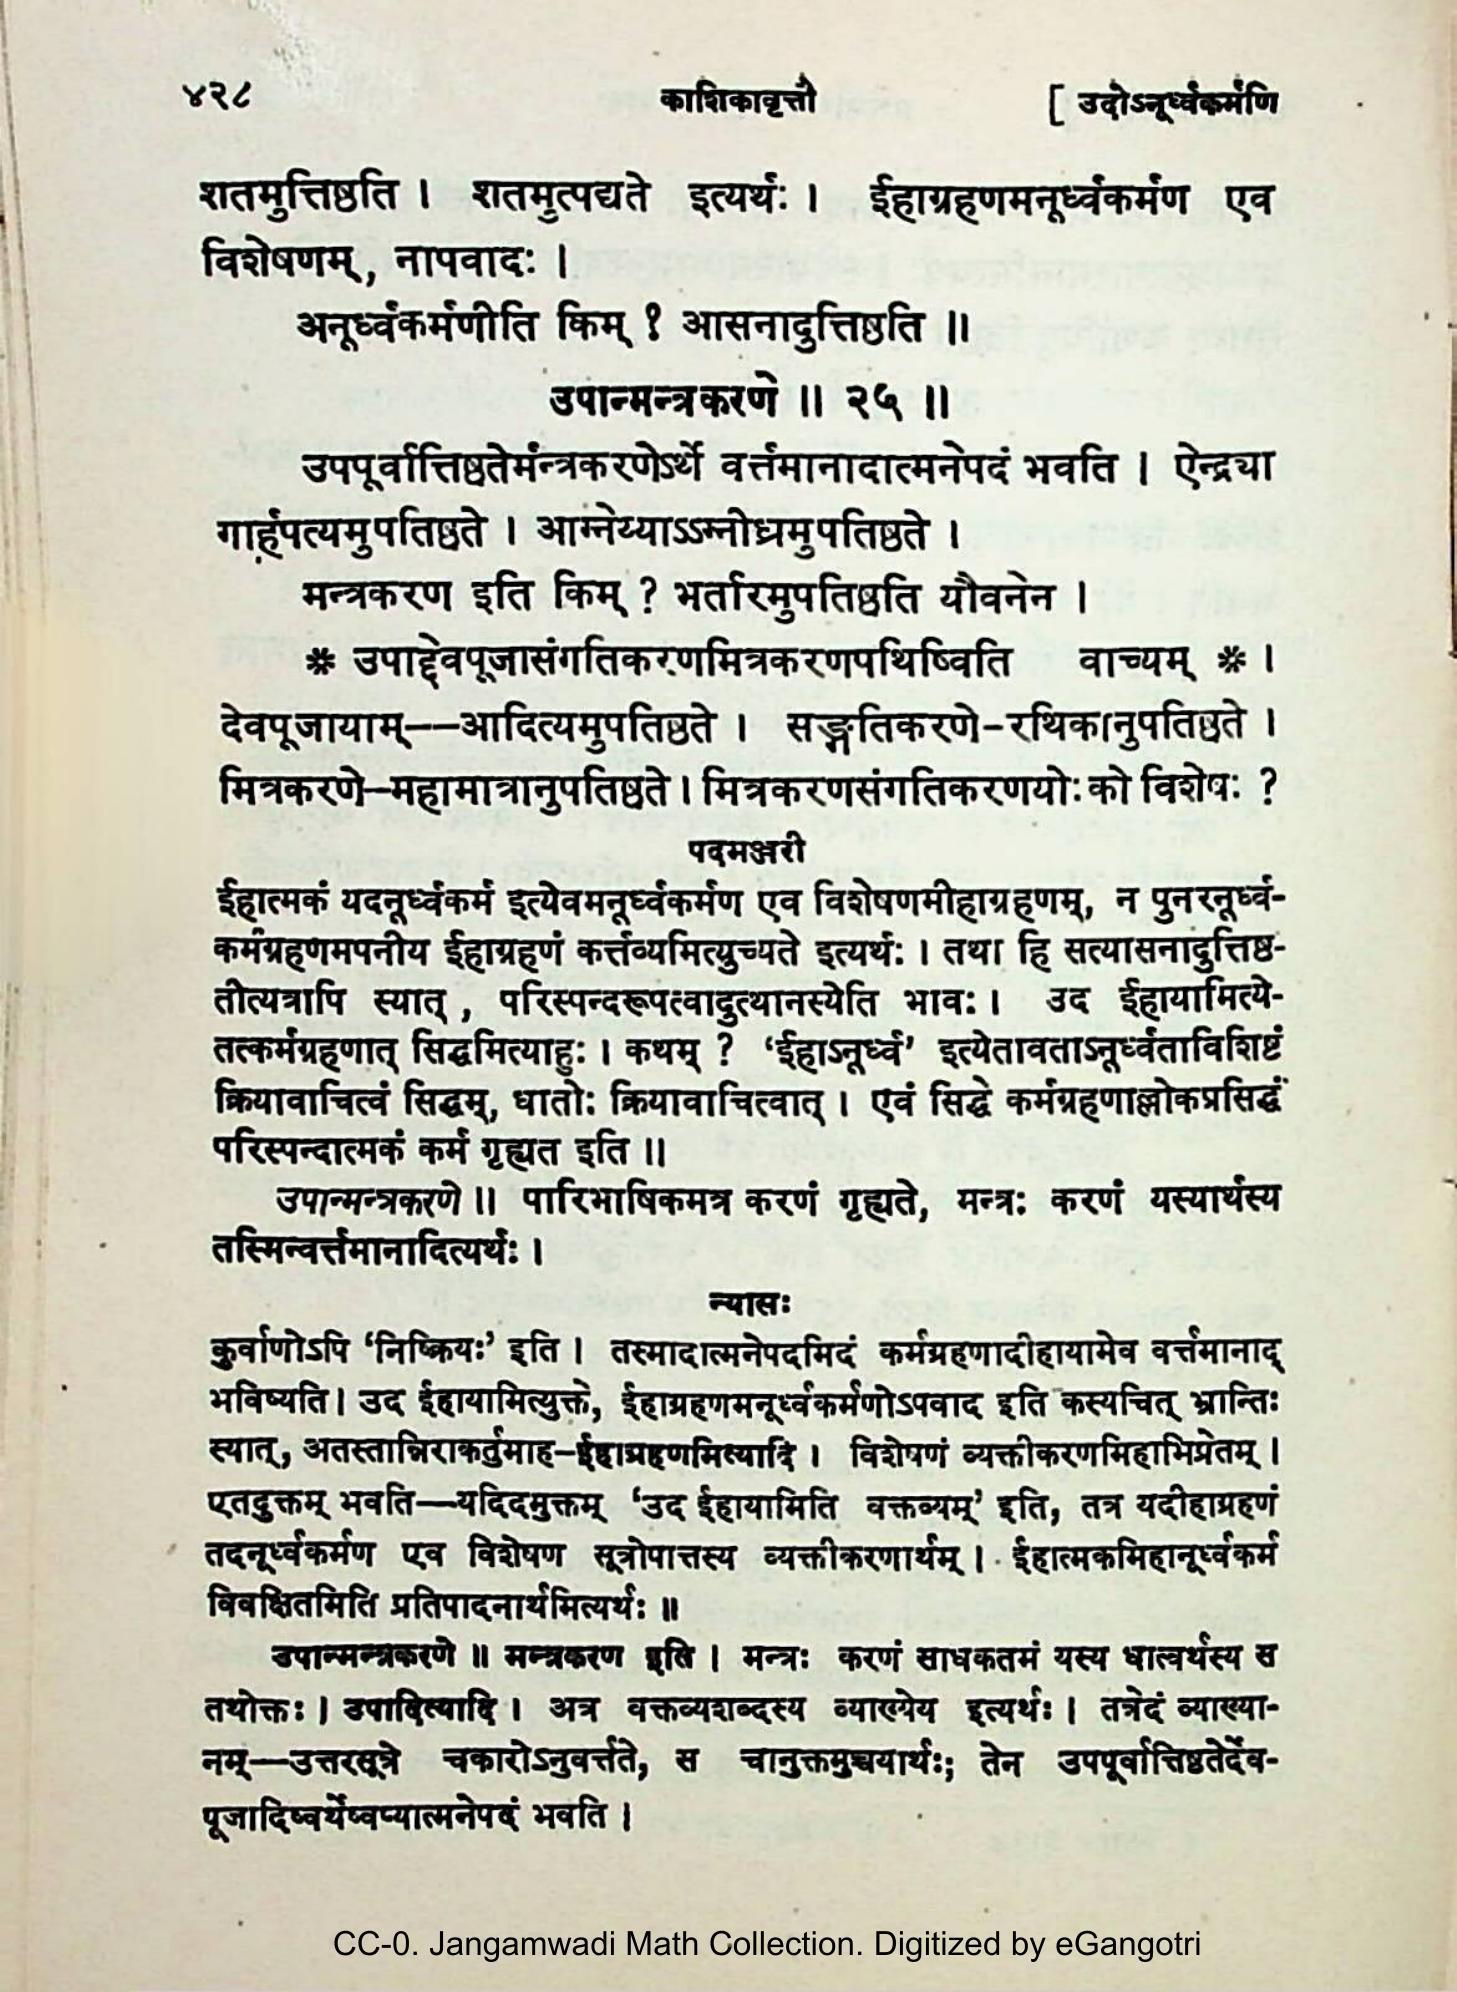 ४२८ काशिकावृत्तौ [ उदोऽनूर्ध्वकर्मणि
शतमुत्तिष्ठति । शतमुत्पद्यते इत्यर्थः । ईहाग्रहणमनूर्ध्वकर्मण एव
विशेषणम्, नापवादः ।
अनूर्ध्वकर्मणीति किम् ? आसनादुत्तिष्ठति ॥
उपान्मन्त्रकरणे ॥ २५ ॥
उपपूर्वात्तिष्ठतेर्मन्त्रकरणेऽर्थे वर्त्तमानादात्मनेपदं भवति । ऐन्द्र्या
गार्हपत्यमुपतिष्ठते । आग्नेय्याऽऽग्नीध्रमुपतिष्ठते ।
मन्त्रकरण इति किम् ? भर्तारमुपतिष्ठति यौवनेन ।
* उपाद्देवपूजासंगतिकरणमित्रकरणपथिष्विति वाच्यम् * ।
देवपूजायाम्——आदित्यमुपतिष्ठते । सङ्गतिकरणे-रथिकानुपतिष्ठते ।
मित्रकरणे—महामात्रानुपतिष्ठते । मित्रकरणसंगतिकरणयोः को विशेषः ?
पदमञ्जरी
ईहात्मकं यदनूर्ध्वकर्म इत्येवमनूर्ध्वकर्मण एव विशेषणमीहाग्रहणम्, न पुनरनूर्ध्व-
कर्मग्रहणमपनीय ईहाग्रहणं कर्त्तव्यमित्युच्यते इत्यर्थः । तथा हि सत्यासनादुत्तिष्ठ-
तीत्यत्रापि स्यात्, परिस्पन्दरूपत्वादुत्थानस्येति भावः । उद ईहायामित्ये-
तत्कर्मग्रहणात् सिद्धमित्याहुः । कथम् ? ‘ईहाऽनूर्ध्व’ इत्येतावताऽनूर्ध्वताविशिष्टं
क्रियावाचित्वं सिद्धम्, धातोः क्रियावाचित्वात् । एवं सिद्धे कर्मग्रहणाल्लोकप्रसिद्धं
परिस्पन्दात्मकं कर्म गृह्यत इति ॥
उपान्मन्त्रकरणे ॥ पारिभाषिकमत्र करणं गृह्यते, मन्त्रः करणं यस्यार्थस्य
तस्मिन्वर्त्तमानादित्यर्थः ।
न्यासः
कुर्वाणोऽपि ‘निष्क्रियः’ इति । तस्मादात्मनेपदमिदं कर्मग्रहणादीहायामेव वर्त्तमानाद्
भविष्यति । उद ईहायामित्युक्ते, ईहाग्रहणमनूर्ध्वकर्मणोऽपवाद इति कस्यचित् भ्रान्तिः
स्यात्, अतस्तान्निराकर्तुमाह—ईहाग्रहणमित्यादि । विशेषणं व्यक्तीकरणमिहाभिप्रेतम् ।
एतदुक्तम् भवति—यदिदमुक्तम् ‘उद ईहायामिति वक्तव्यम्’ इति, तत्र यदीहाग्रहणं
तदनूर्ध्वकर्मण एव विशेषण सूत्रोपात्तस्य व्यक्तीकरणार्थम् । ईहात्मकमिहानूर्ध्वकर्म
विवक्षितमिति प्रतिपादनार्थमित्यर्थः ॥
उपान्मन्त्रकरणे ॥ मन्त्रकरण इति । मन्त्रः करणं साधकतमं यस्य धात्वर्थस्य स
तथोक्तः । उपादित्यादि । अत्र वक्तव्यशब्दस्य व्याख्येय इत्यर्थः । तत्रेदं व्याख्या-
नम्—उत्तरसूत्रे चकारोऽनुवर्त्तते, स चानुक्तमुच्चयार्थः; तेन उपपूर्वात्तिष्ठतेर्देव-
पूजादिष्वर्थेष्वप्यात्मनेपदं भवति ।
CC-0. Jangamwadi Math Collection. Digitized by eGangotri